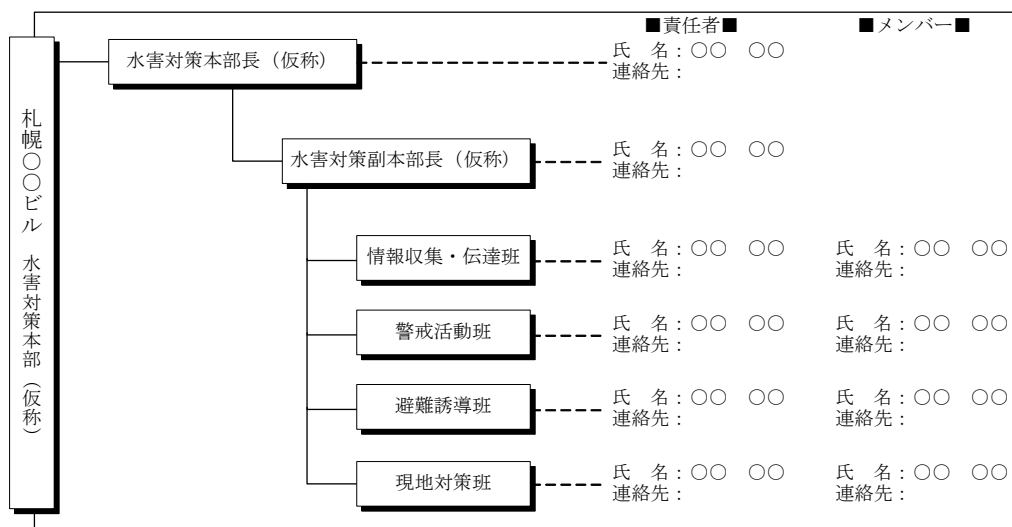 ■責任者■
■メンバー■
札幌○○ビル 水害対策本部（仮称）
水害対策本部長（仮称）
氏 名：○○ ○○
連絡先：
水害対策副本部長（仮称）
氏 名：○○ ○○
連絡先：
情報収集・伝達班
氏 名：○○ ○○
連絡先：
氏 名：○○ ○○
連絡先：
警戒活動班
氏 名：○○ ○○
連絡先：
氏 名：○○ ○○
連絡先：
避難誘導班
氏 名：○○ ○○
連絡先：
氏 名：○○ ○○
連絡先：
現地対策班
氏 名：○○ ○○
連絡先：
氏 名：○○ ○○
連絡先：